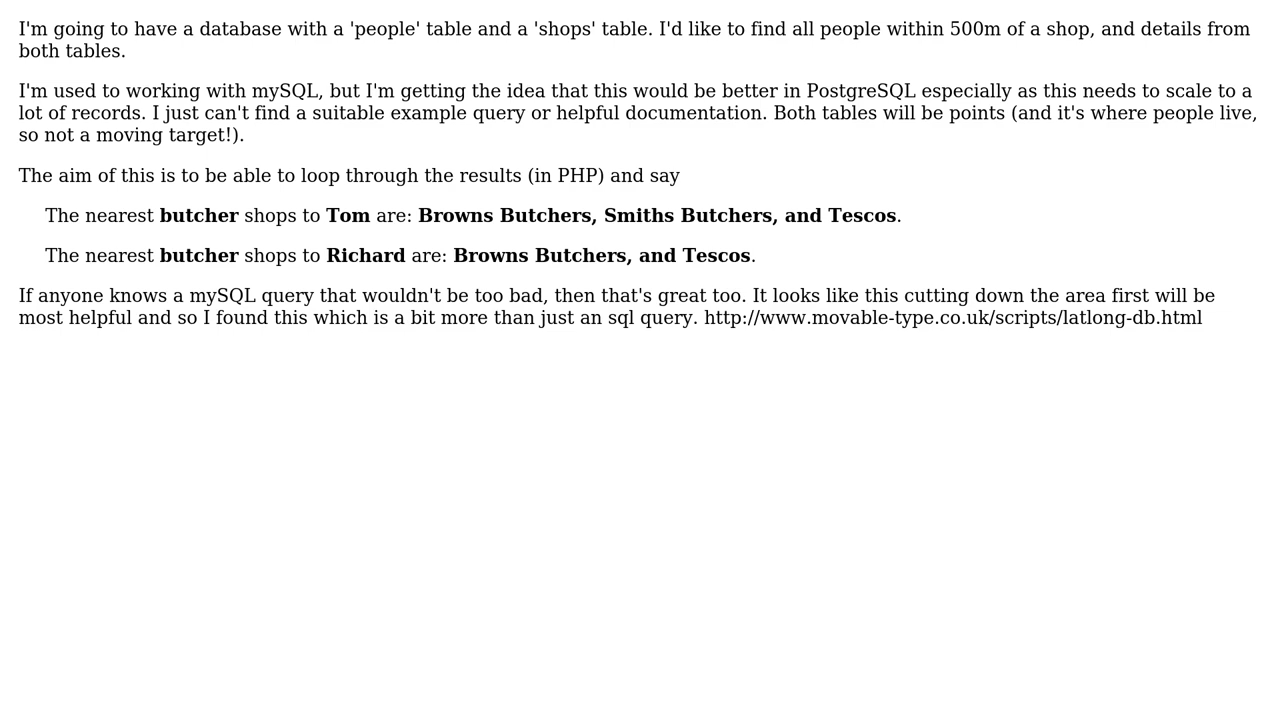 I'm going to have a database with a 'people' table and a 'shops' table. I'd like to find all people within 500m of a shop, and details from
both tables.
I'm used to working with mySQL, but I'm getting the idea that this would be better in PostgreSQL especially as this needs to scale to a
lot of records. I just can't find a suitable example query or helpful documentation. Both tables will be points (and it's where people live,
so not a moving target!).
The aim of this is to be able to loop through the results (in PHP) and say
The nearest butcher shops to Tom are: Browns Butchers, Smiths Butchers, and Tescos.
The nearest butcher shops to Richard are: Browns Butchers, and Tescos.
If anyone knows a mySQL query that wouldn't be too bad, then that's great too. It looks like this cutting down the area first will be
most helpful and so I found this which is a bit more than just an sql query. http://www.movable-type.co.uk/scripts/latlong-db.html